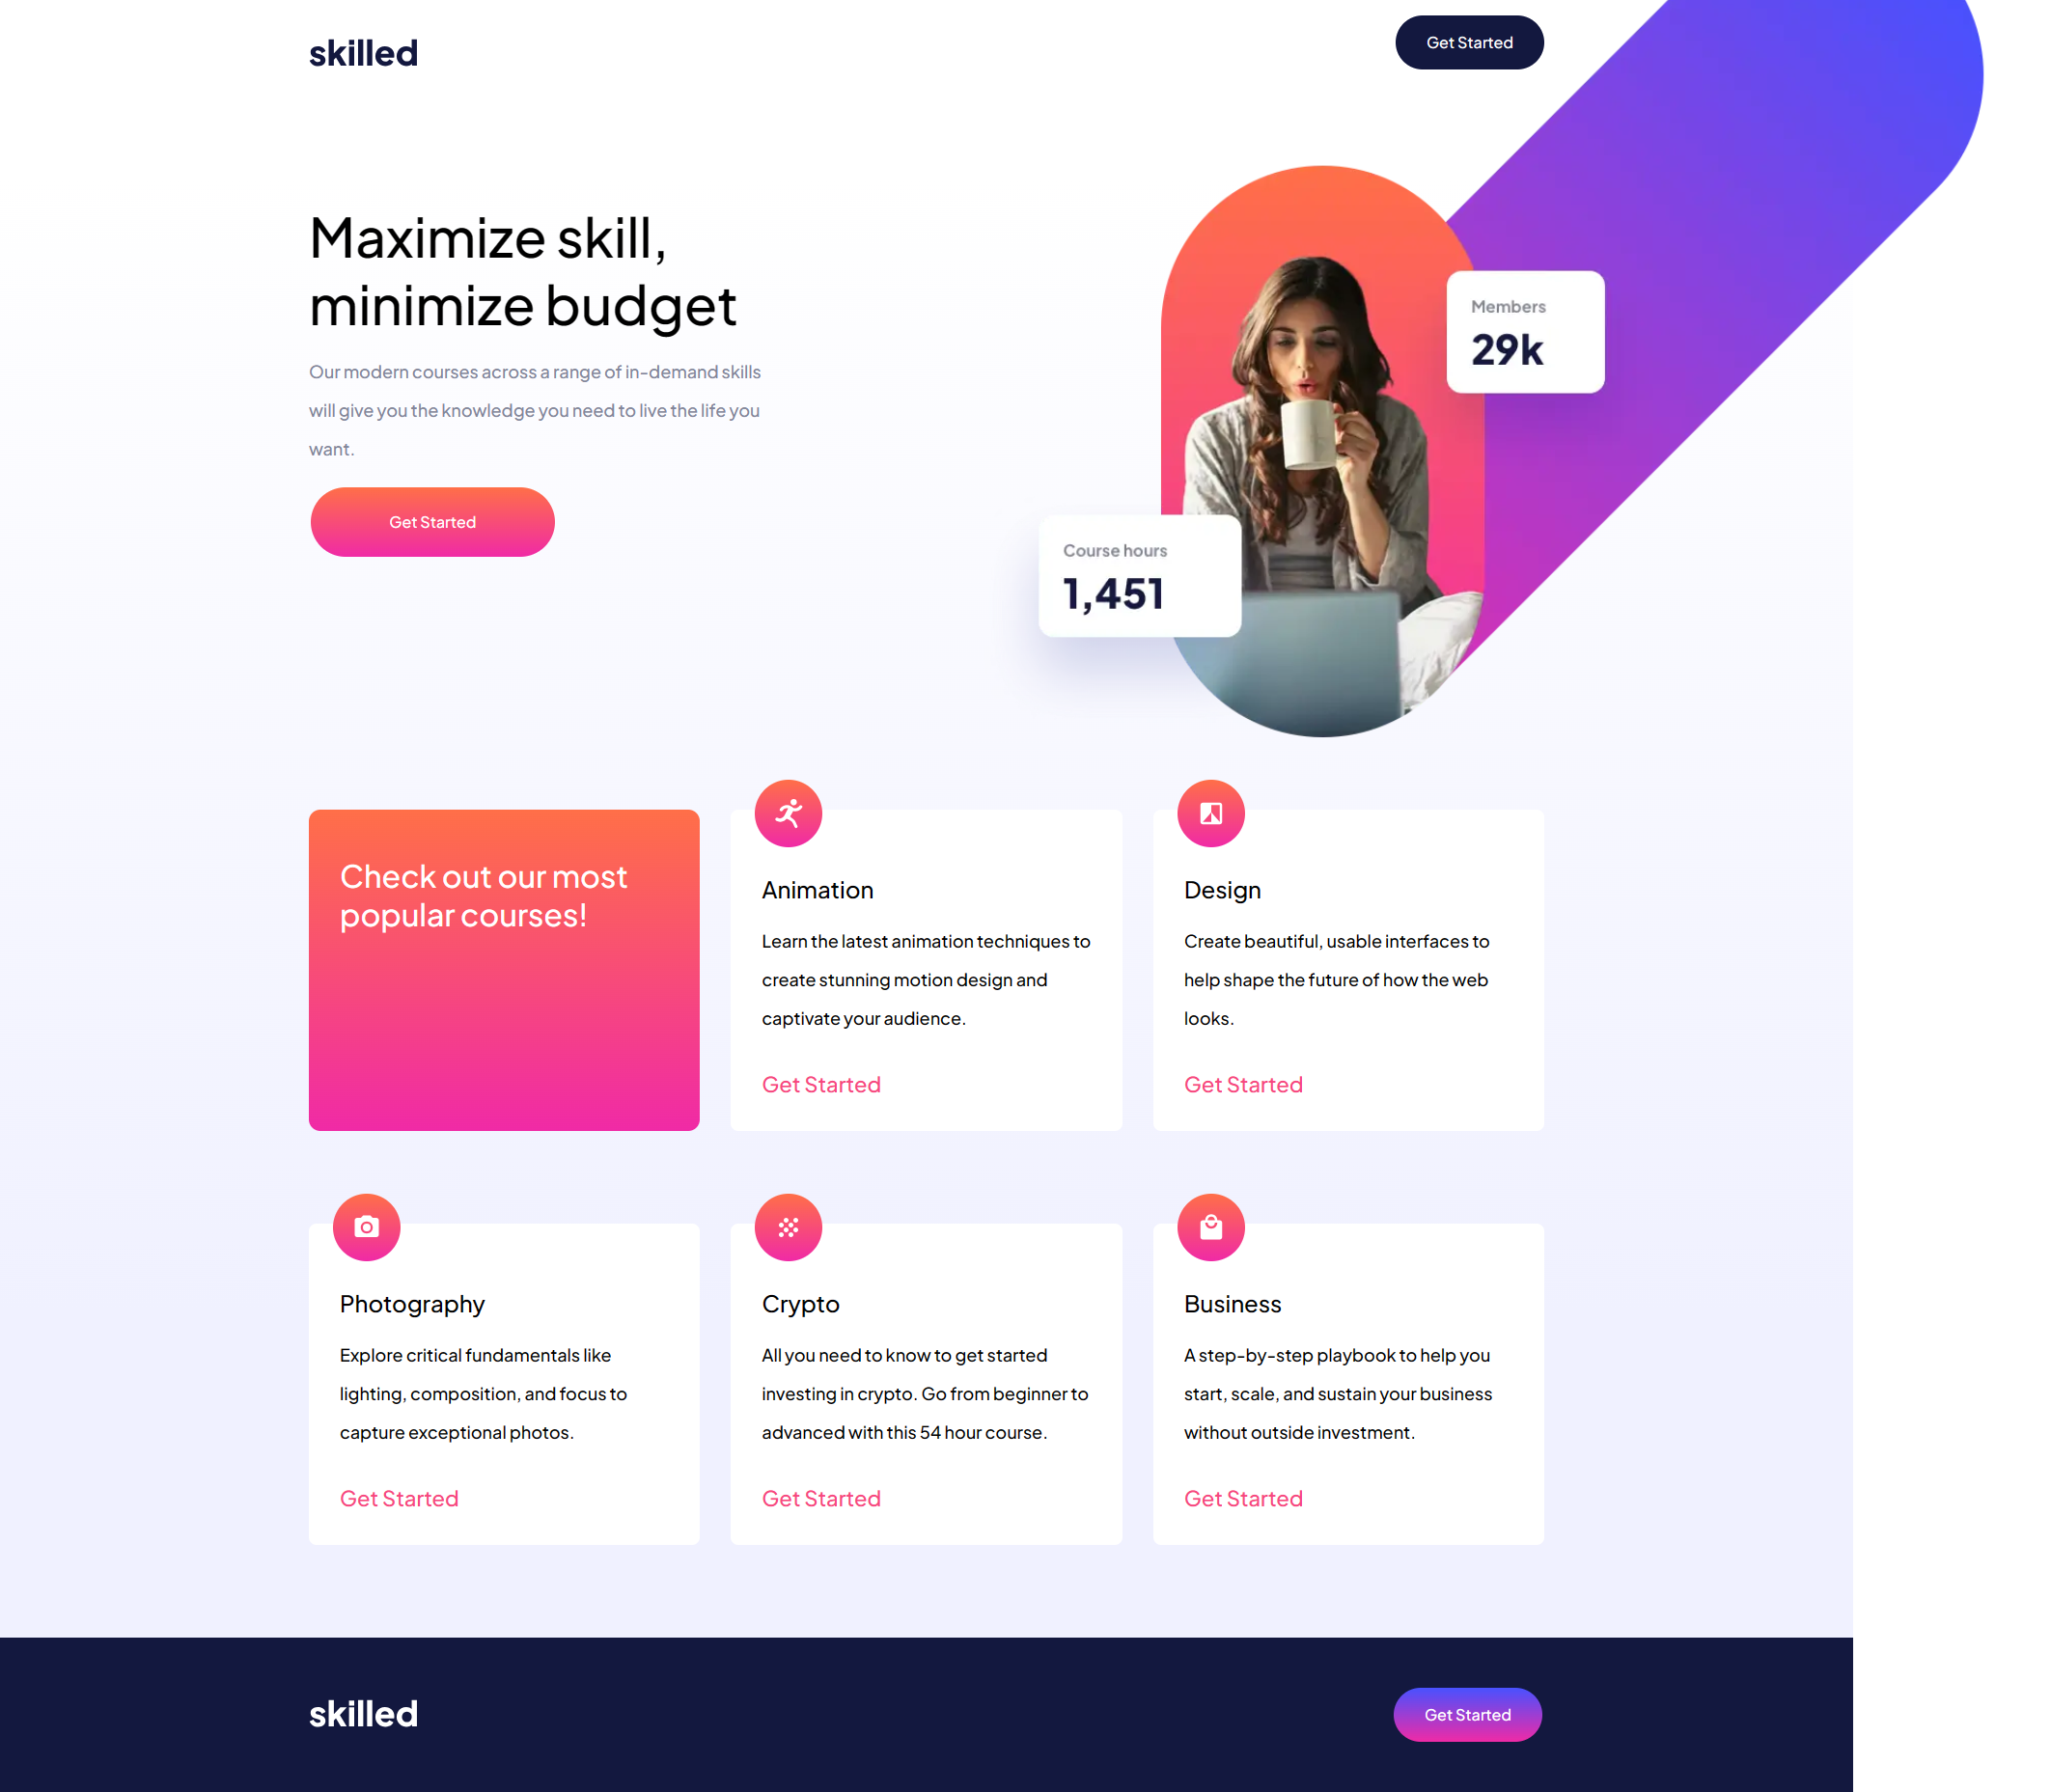 skilled
Get Started
Maximize skill,
minimize budget
Our modern courses across a range of in-demand skills
will give you the knowledge you need to live the life you
want.
Get Started
Members
29k
Course hours
1,451
Check out our most
popular courses!
Animation
Learn the latest animation techniques to
create stunning motion design and
captivate your audience.
Get Started
Design
Create beautiful, usable interfaces to
help shape the future of how the web
looks.
Get Started
Photography
Explore critical fundamentals like
lighting, composition, and focus to
capture exceptional photos.
Get Started
Crypto
All you need to know to get started
investing in crypto. Go from beginner to
advanced with this 54 hour course.
Get Started
Business
A step-by-step playbook to help you
start, scale, and sustain your business
without outside investment.
Get Started
skilled
Get Started